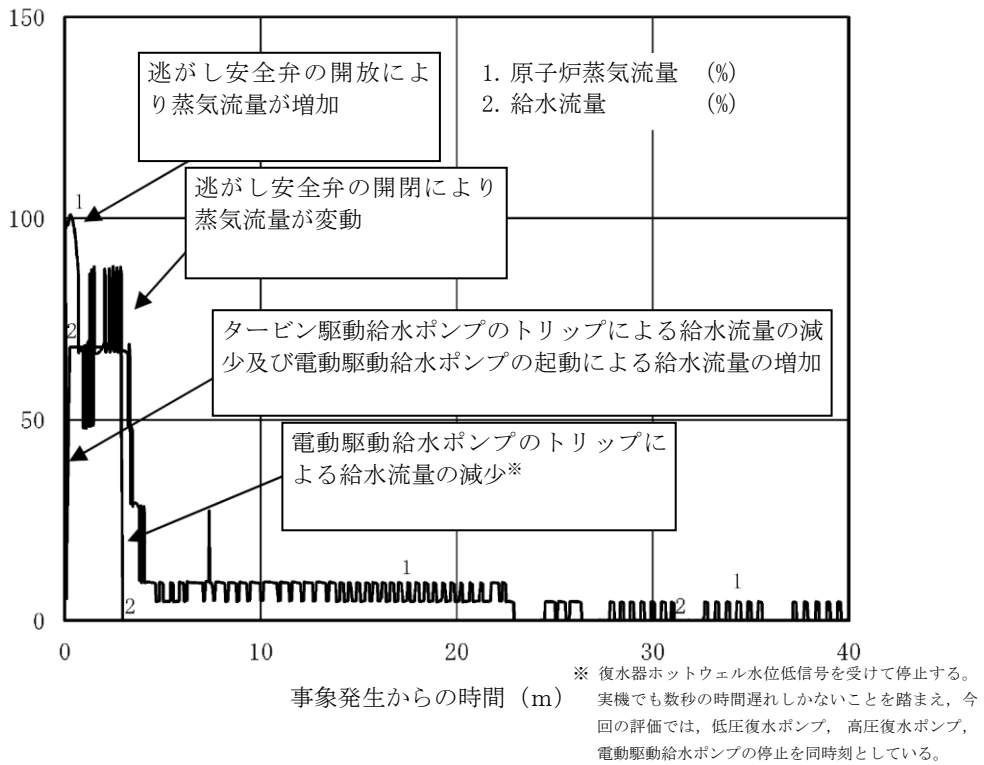 150
逃がし安全弁の開放によ
り蒸気流量が増加
1. 原子炉蒸気流量 (%)
2. 給水流量 (%)
逃がし安全弁の開閉により
蒸気流量が変動
1
100
2
タービン駆動給水ポンプのトリップによる給水流量の減
少及び電動駆動給水ポンプの起動による給水流量の増加
50
電動駆動給水ポンプのトリップに
よる給水流量の減少※
1
2
2
1
0
0 10 20 30 40
事象発生からの時間（m）
※ 復水器ホットウェル水位低信号を受けて停止する。
実機でも数秒の時間遅れしかないことを踏まえ，今
回の評価では，低圧復水ポンプ， 高圧復水ポンプ，
電動駆動給水ポンプの停止を同時刻としている。